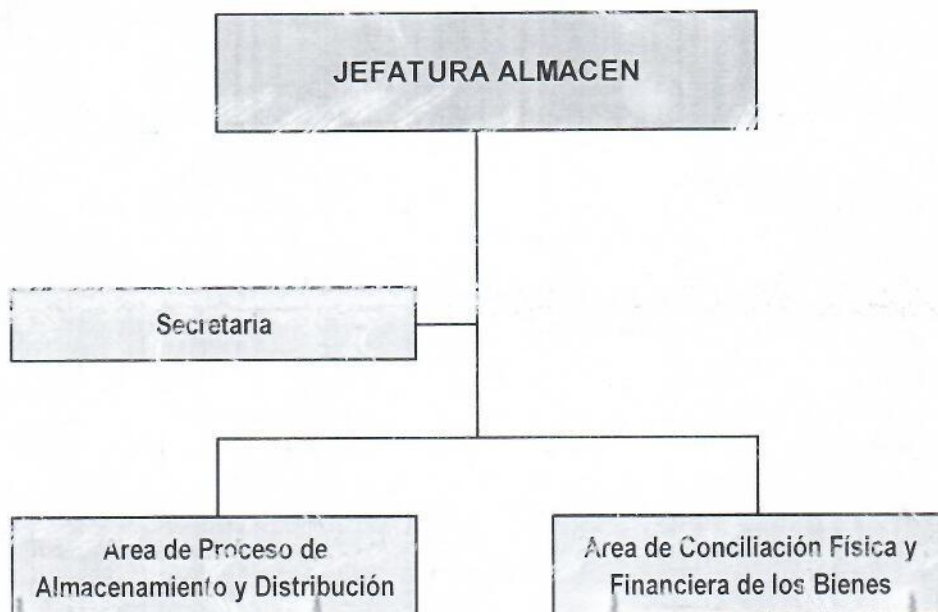 JEFATURA ALMACEN
Secretaria
Area de Proceso de
Almacenamiento y Distribución
Area de Conciliación Física y
Financiera de los Bienes